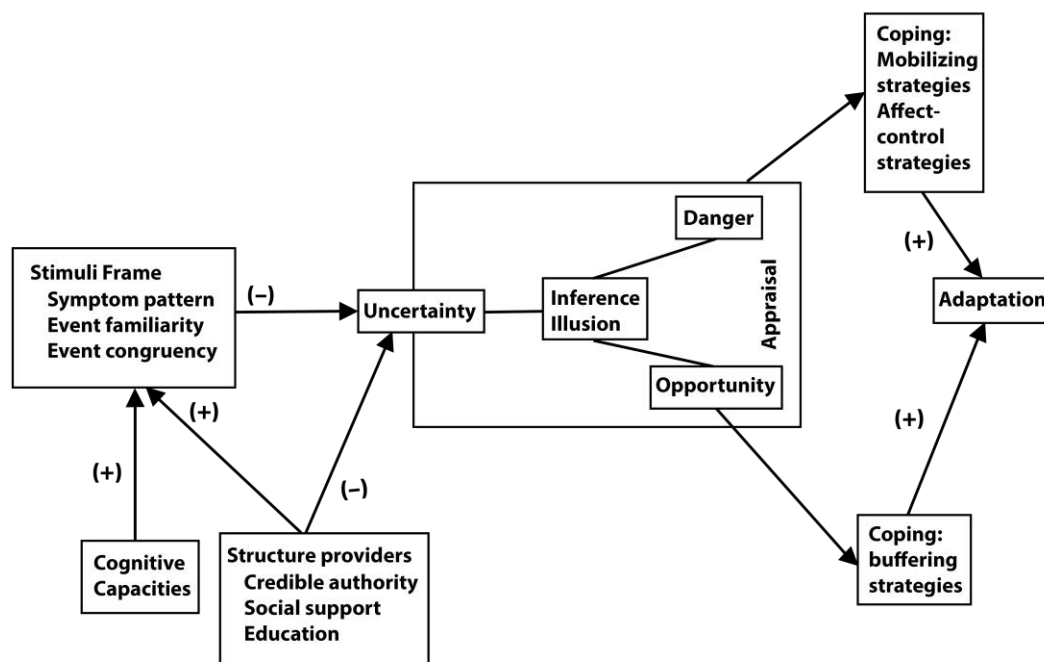 Coping:
Mobilizing
strategies
Affect-
control
strategies
Danger
(+)
Stimuli Frame
Symptom pattern
Event familiarity
Event congruency
(–)
Uncertainty
Inference
Illusion
Appraisal
Adaptation
Opportunity
(+)
(+)
(+)
(–)
Cognitive
Capacities
Structure providers
Credible authority
Social support
Education
Coping:
buffering
strategies